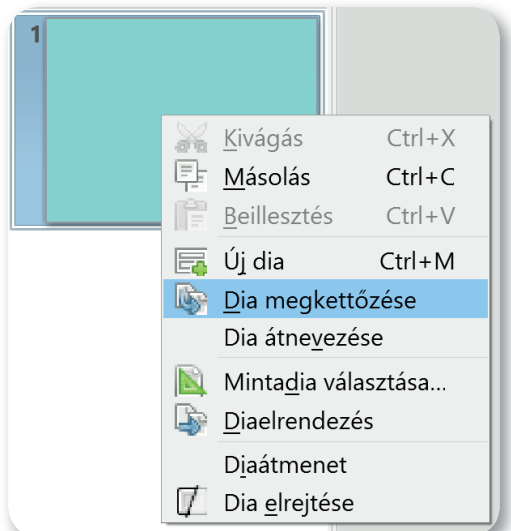 1
Kivágás Ctrl+X
Másolás Ctrl+C
Beillesztés Ctrl+V
Új dia Ctrl+M
Dia megkettőzése
Dia átnevezése
Mintadia választása...
Diaelrendezés
Diaátmenet
Dia elrejtése